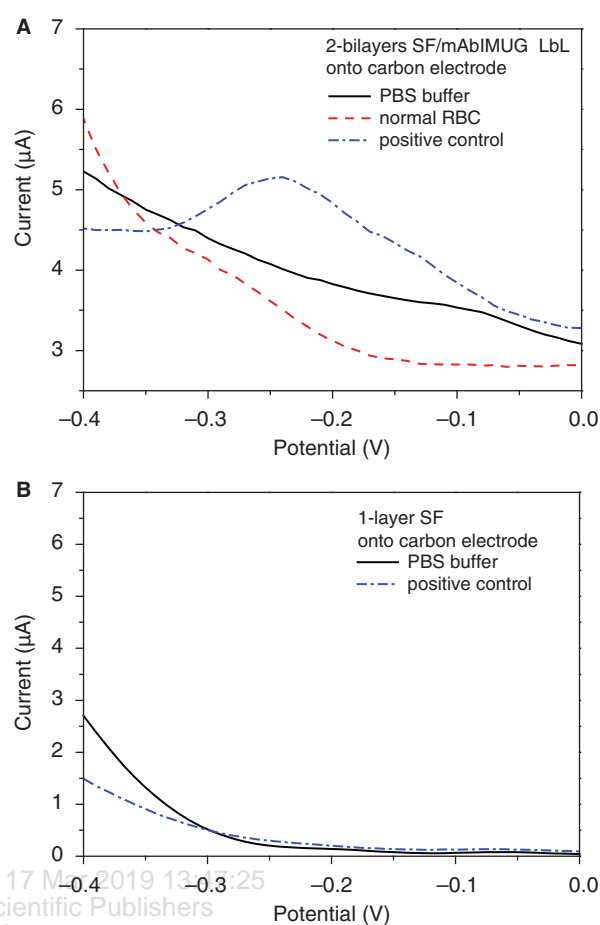 A
7
6
5
4
3
Current (µA)
2-bilayers SF/mAbIMUG LbL
onto carbon electrode
PBS buffer
normal RBC
positive control
–0.4
–0.3
–0.2
–0.1
0.0
Potential (V)
B
7
6
5
4
3
2
1
0
Current (µA)
1-layer SF
onto carbon electrode
PBS buffer
positive control
–0.4
–0.3
–0.2
–0.1
0.0
Potential (V)
17 Mar 2019 13:47:25
cientific Publishers